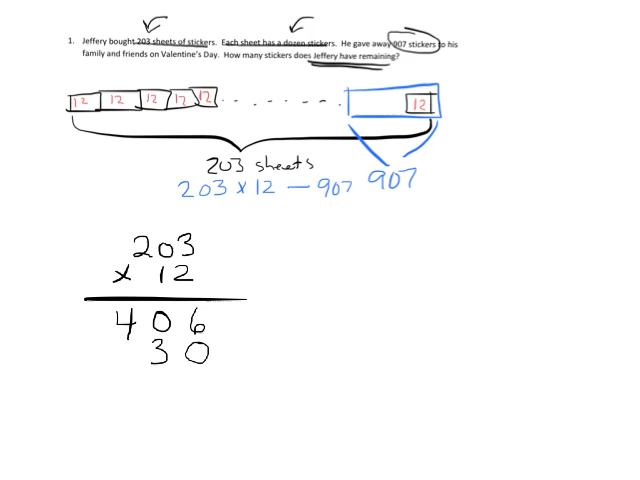 1. Jeffery bought 203 sheets of stickers. Each sheet has a dozen stickers. He gave away 907 stickers to his
family and friends on Valentine's Day. How many stickers does Jeffery have remaining?
12 12 12 12 12 12
203 sheets
203 x 12 — 907 907
203
x 12
406
30